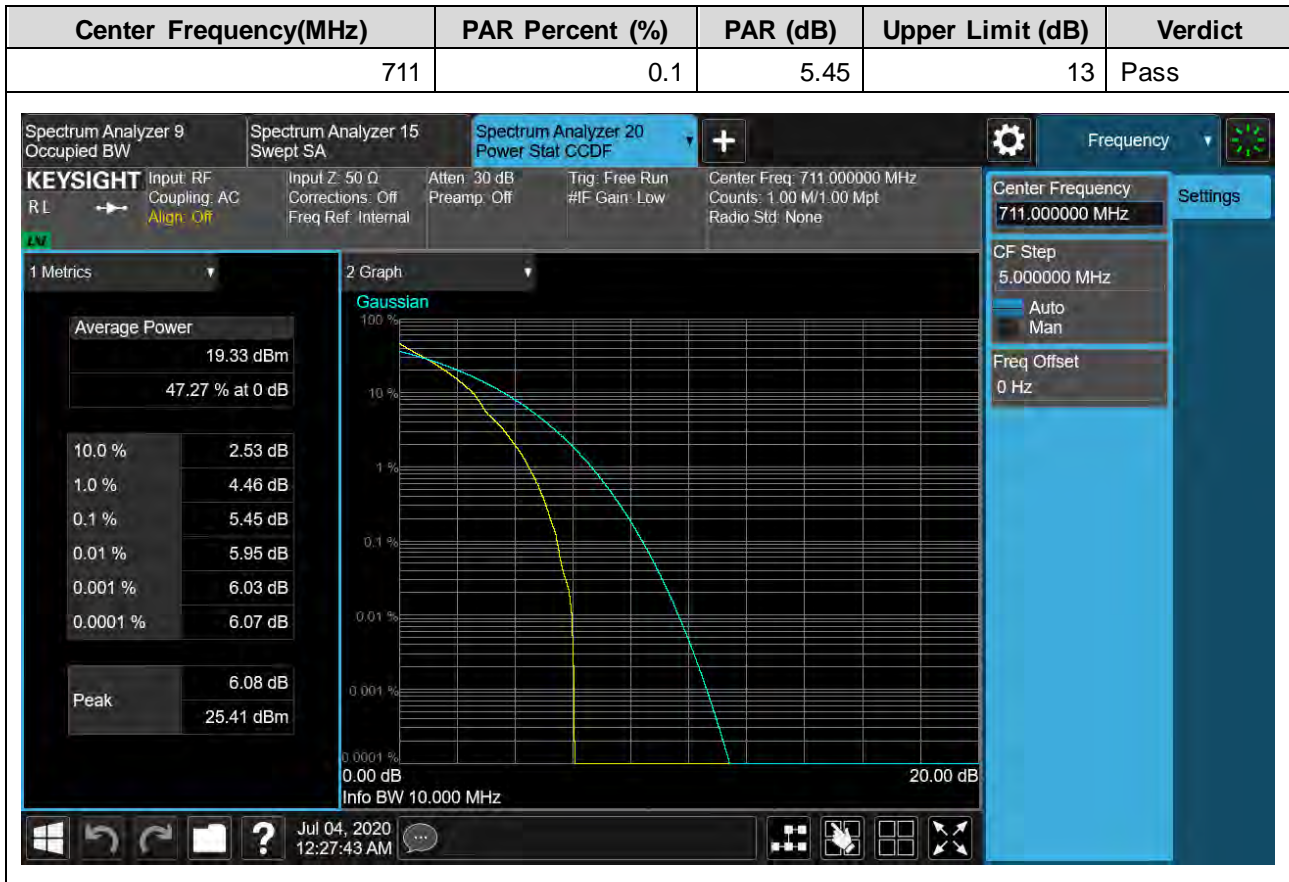 Center Frequency(MHz) PAR Percent (%) PAR (dB) Upper Limit (dB) Verdict
711 0.1 5.45 13 Pass
Spectrum Analyzer 9
Occupied BW
Spectrum Analyzer 15
Swept SA
Spectrum Analyzer 20
Power Stat CCDF
Frequency
KEYSIGHT
RL
Input: RF
Coupling: AC
Align: Off
Input Z: 50 Ω
Corrections: Off
Freq Ref: Internal
Atten: 30 dB
Preamp: Off
Trig: Free Run
#IF Gain: Low
Center Freq: 711.000000 MHz
Counts: 1.00 M/1.00 Mpt
Radio Std: None
Center Frequency
711.000000 MHz
Settings
CF Step
5.000000 MHz
Auto
Man
Freq Offset
0 Hz
1 Metrics
Average Power
19.33 dBm
47.27 % at 0 dB
10.0 % 2.53 dB
1.0 % 4.46 dB
0.1 % 5.45 dB
0.01 % 5.95 dB
0.001 % 6.03 dB
0.0001 % 6.07 dB
Peak
6.08 dB
25.41 dBm
2 Graph
Gaussian
100 %
10 %
1 %
0.1 %
0.01 %
0.001 %
0.0001 %
0.00 dB 20.00 dB
Info BW 10.000 MHz
Jul 04, 2020
12:27:43 AM